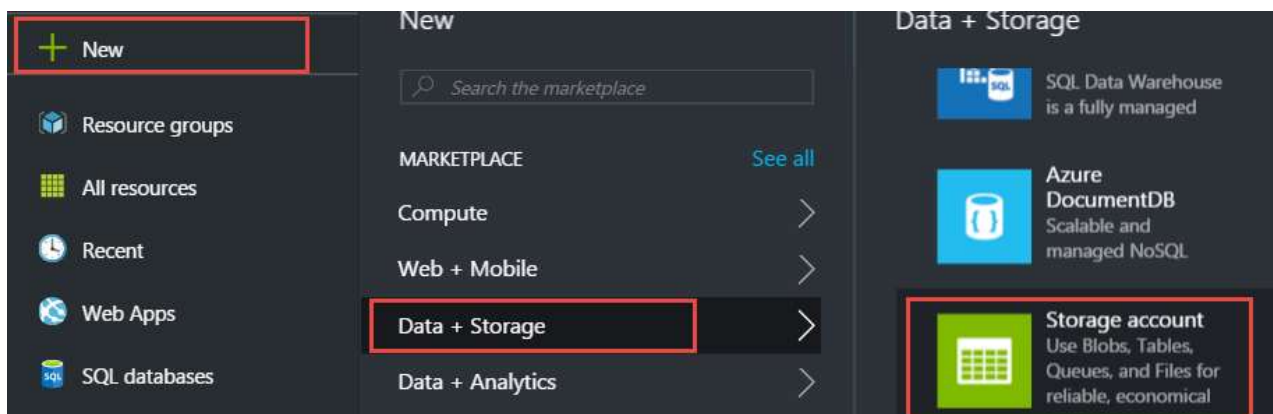 New
Resource groups
All resources
Recent
Web Apps
SQL
SQL databases
New
Search the marketplace
MARKETPLACE
See all
Compute
Web + Mobile
Data + Storage
Data + Analytics
Data + Storage
SQL
SQL Data Warehouse
is a fully managed
Azure
DocumentDB
Scalable and
managed NoSQL
Storage account
Use Blobs, Tables,
Queues, and Files for
reliable, economical